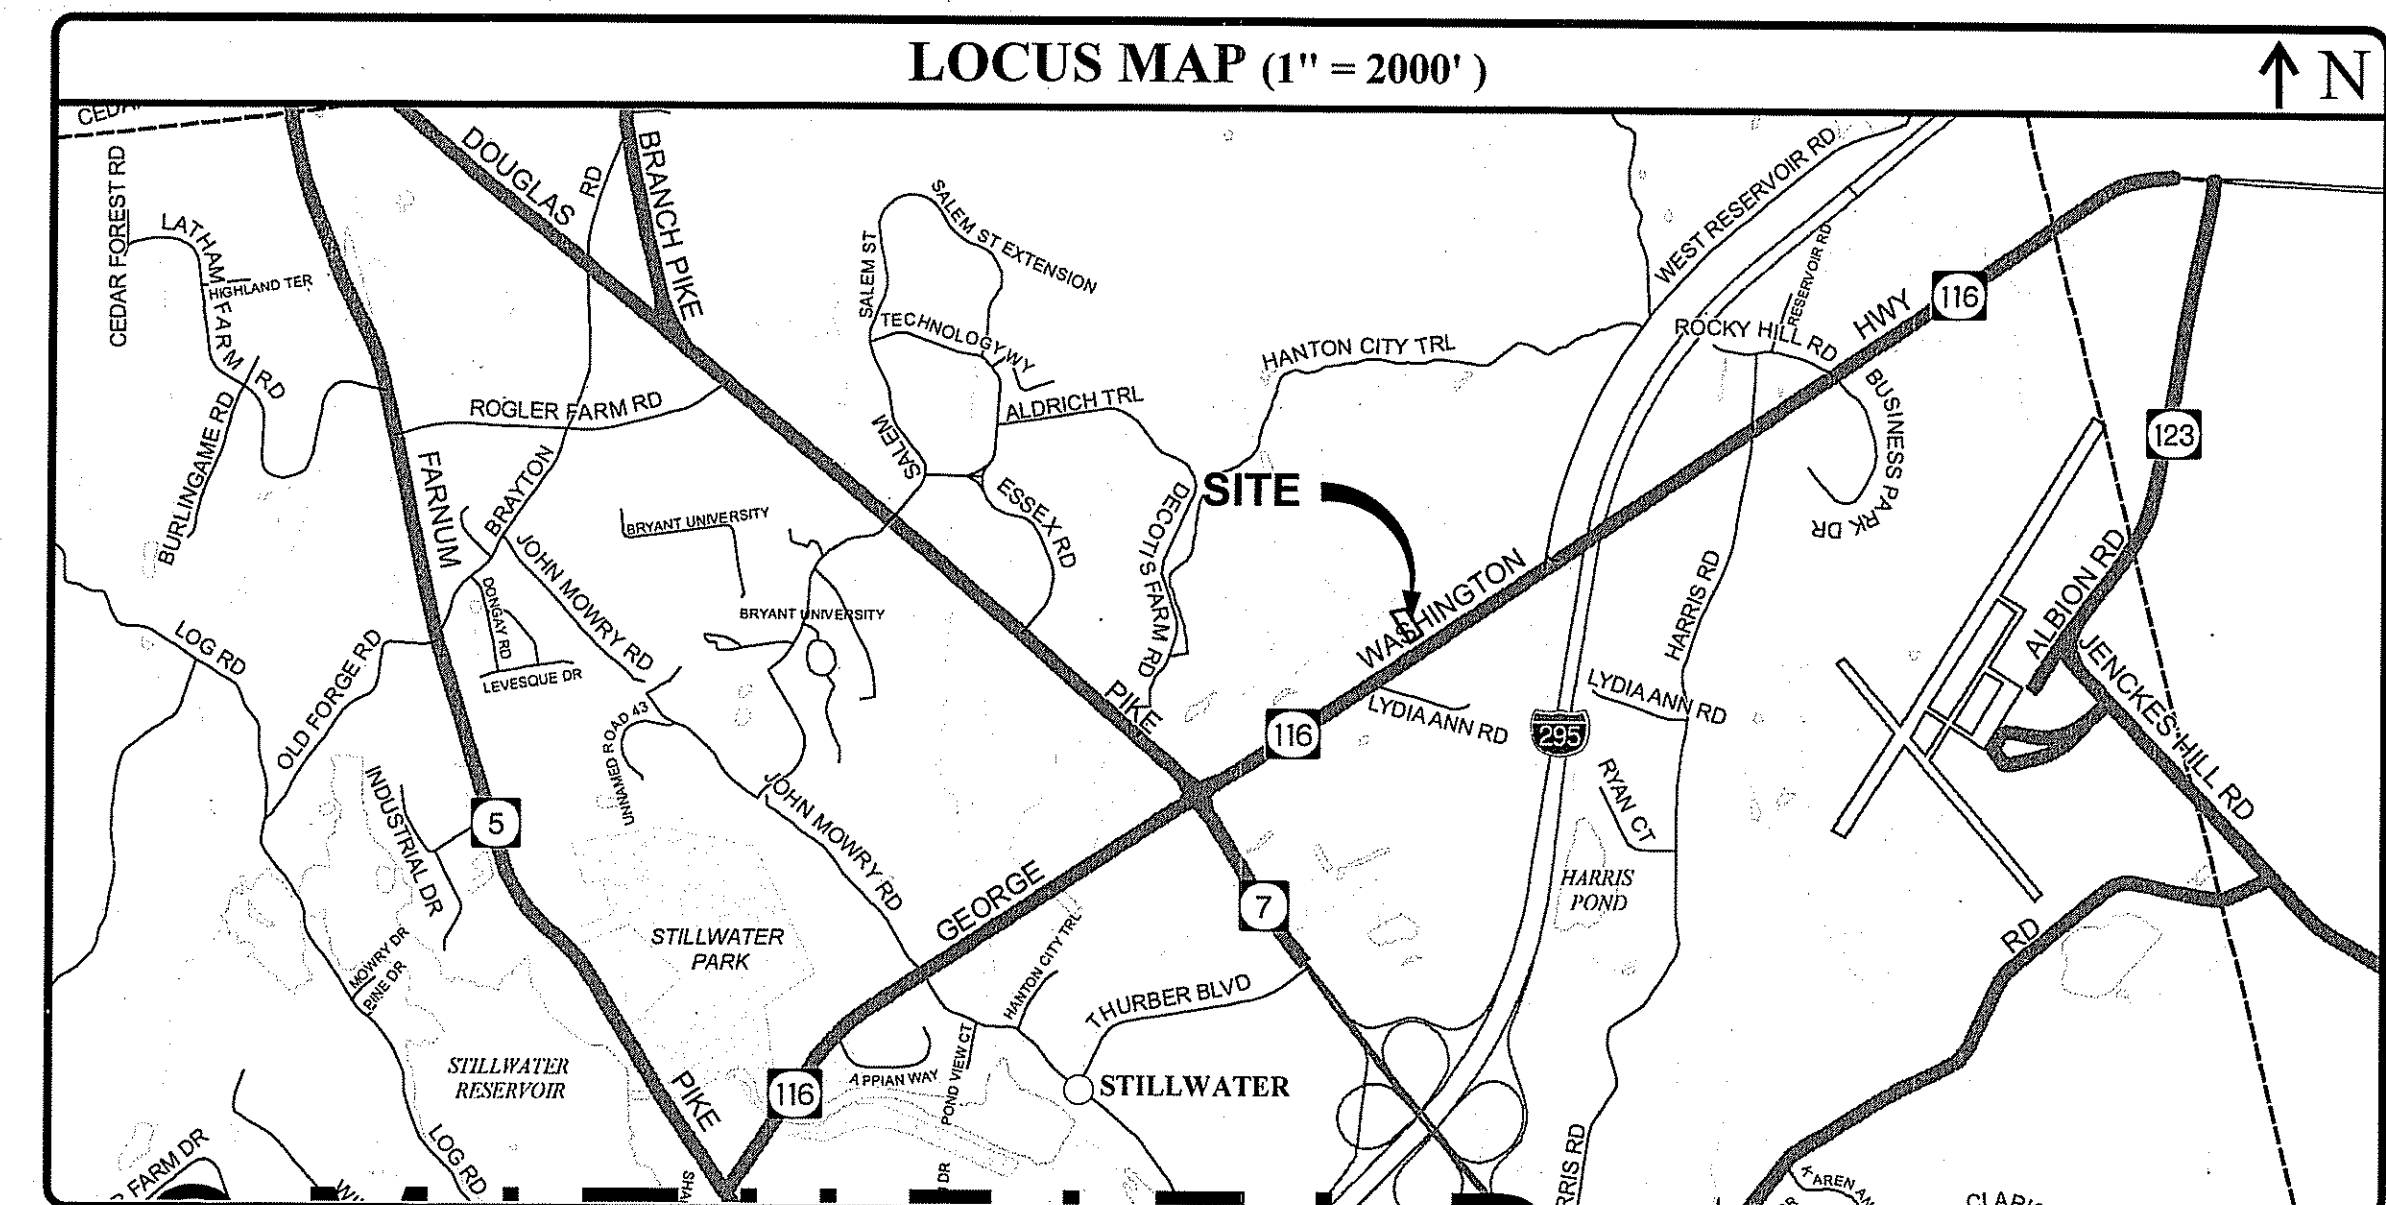 LOCUS MAP (1" = 2000' )
N
CEDAR FOREST RD
LATHAM FARM RD
HIGHLAND TER
BURLINGAME RD
DOUGLAS
RD
BRANCH PIKE
ROGLER FARM RD
FARNUM
BRAYTON
SALEM ST
SALEM ST EXTENSION
TECHNOLOGY WY
ALDRICH TRL
SALEM
ESSEX RD
DECOTIS FARM RD
HANTON CITY TRL
WEST RESERVOIR RD
RESERVOIR RD
ROCKY HILL RD
HWY
116
BUSINESS PARK DR
123
SITE
BRYANT UNIVERSITY
BRYANT UNIVERSITY
JOHN MOWRY RD
DONGAY RD
LEVESQUE DR
LOG RD
OLD FORGE RD
UNNAMED ROAD 43
WASHINGTON
HARRIS RD
ALBION RD
JENCKES HILL RD
LYDIA ANN RD
LYDIA ANN RD
PIKE
116
295
RYAN CT
INDUSTRIAL DR
5
JOHN MOWRY RD
HARRIS
POND
7
GEORGE
STILLWATER
PARK
MOWRY DR
PINE DR
HANTON CITY TRL
THURBER BLVD
RD
STILLWATER
RESERVOIR
PIKE
116
APPIAN WAY
POND VIEW CT
STILLWATER
LOG RD
FARM DR
DR